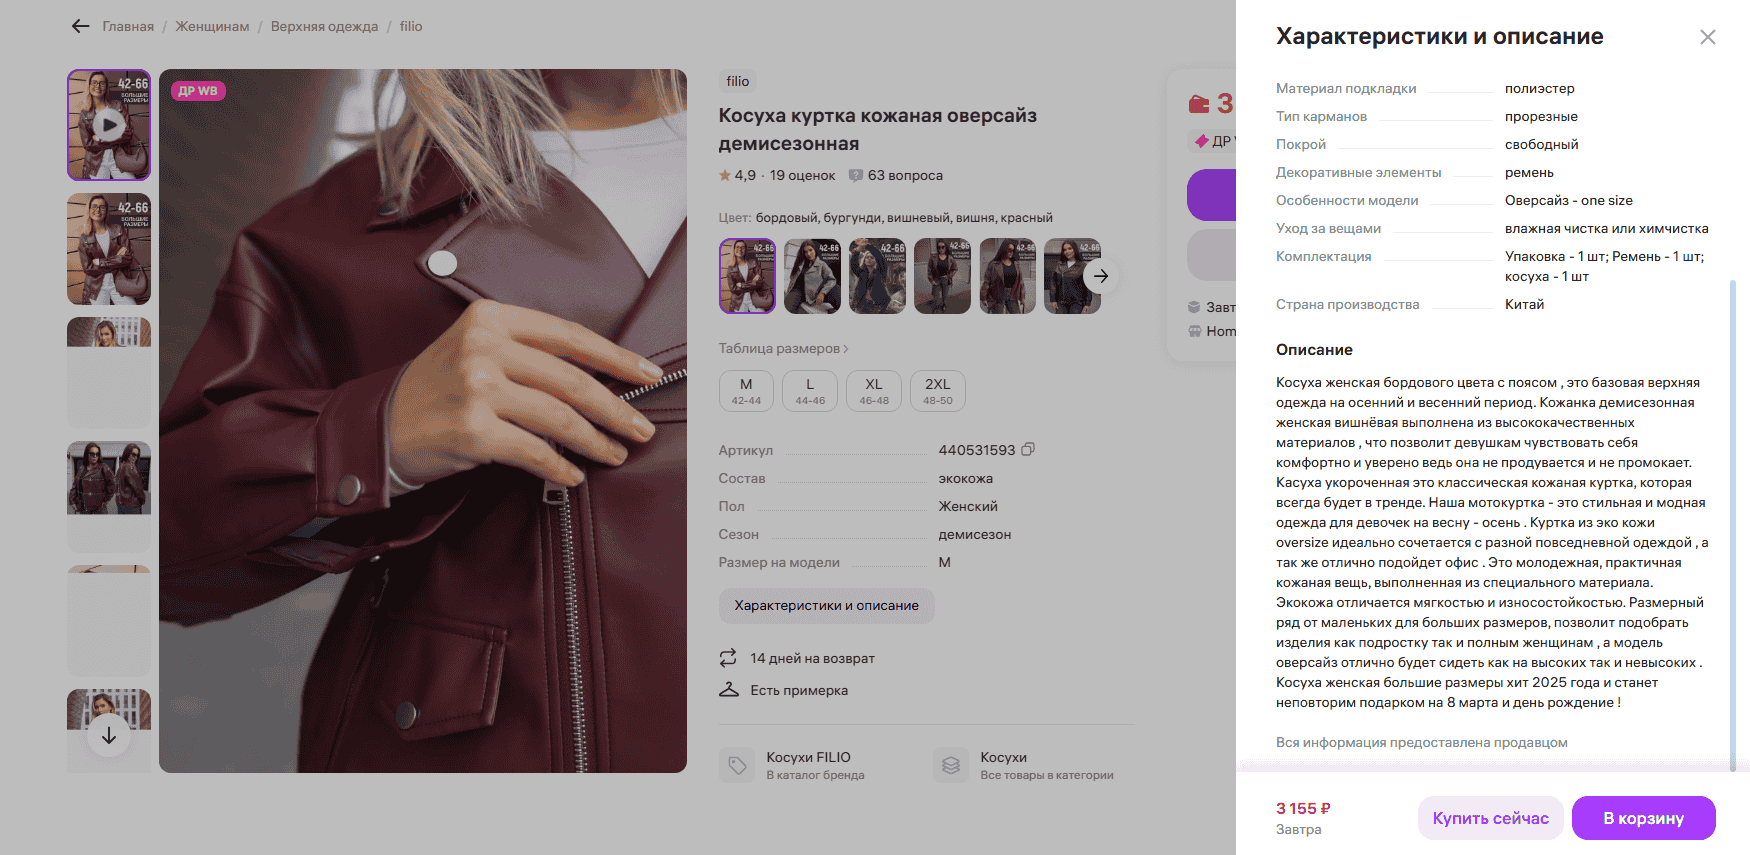 Главная / Женщинам / Верхняя одежда / filio
42-66
БОЛЬШИЕ
РАЗМЕРЫ
42-66
БОЛЬШИЕ
РАЗМЕРЫ
ДР WB
filio
Косуха куртка кожаная оверсайз
демисезонная
4,9 · 19 оценок 63 вопроса
Цвет: бордовый, бургунди, вишневый, вишня, красный
42-66
42-66
42-66
42-66
42-66
42-66
Таблица размеров
M L XL 2XL
42-44 44-46 46-48 48-50
Артикул 440531593
Состав экокожа
Пол Женский
Сезон демисезон
Размер на модели M
Характеристики и описание
14 дней на возврат
Есть примерка
Косухи FILIO
В каталог бренда
Косухи
Все товары в категории
3
ДР
Завт
Hom
Характеристики и описание
Материал подкладки полиэстер
Тип карманов прорезные
Покрой свободный
Декоративные элементы ремень
Особенности модели Оверсайз - one size
Уход за вещами влажная чистка или химчистка
Комплектация Упаковка - 1 шт; Ремень - 1 шт;
косуха - 1 шт
Страна производства Китай
Описание
Косуха женская бордового цвета с поясом , это базовая верхняя
одежда на осенний и весенний период. Кожанка демисезонная
женская вишнёвая выполнена из высококачественных
материалов , что позволит девушкам чувствовать себя
комфортно и уверено ведь она не продувается и не промокает.
Касуха укороченная это классическая кожаная куртка, которая
всегда будет в тренде. Наша мотокуртка - это стильная и модная
одежда для девочек на весну - осень . Куртка из эко кожи
oversize идеально сочетается с разной повседневной одеждой , а
так же отлично подойдет офис . Это молодежная, практичная
кожаная вещь, выполненная из специального материала.
Экокожа отличается мягкостью и износостойкостью. Размерный
ряд от маленьких для больших размеров, позволит подобрать
изделия как подростку так и полным женщинам , а модель
оверсайз отлично будет сидеть как на высоких так и невысоких .
Косуха женская большие размеры хит 2025 года и станет
неповторим подарком на 8 марта и день рождение !
Вся информация предоставлена продавцом
3 155 ₽
Завтра
Купить сейчас
В корзину